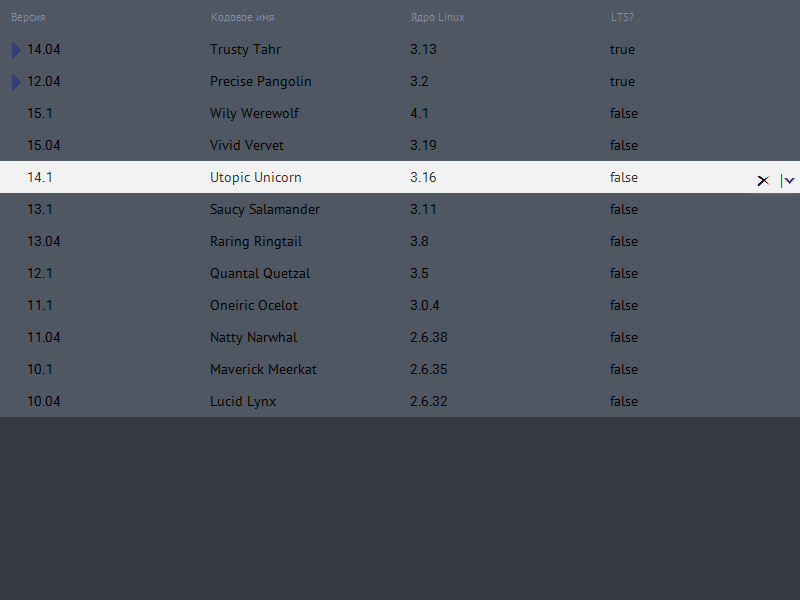 Версия Кодовое имя Ядро Linux LTS?
14.04 Trusty Tahr 3.13 true
12.04 Precise Pangolin 3.2 true
15.1 Wily Werewolf 4.1 false
15.04 Vivid Vervet 3.19 false
14.1 Utopic Unicorn 3.16 false
13.1 Saucy Salamander 3.11 false
13.04 Raring Ringtail 3.8 false
12.1 Quantal Quetzal 3.5 false
11.1 Oneiric Ocelot 3.0.4 false
11.04 Natty Narwhal 2.6.38 false
10.1 Maverick Meerkat 2.6.35 false
10.04 Lucid Lynx 2.6.32 false